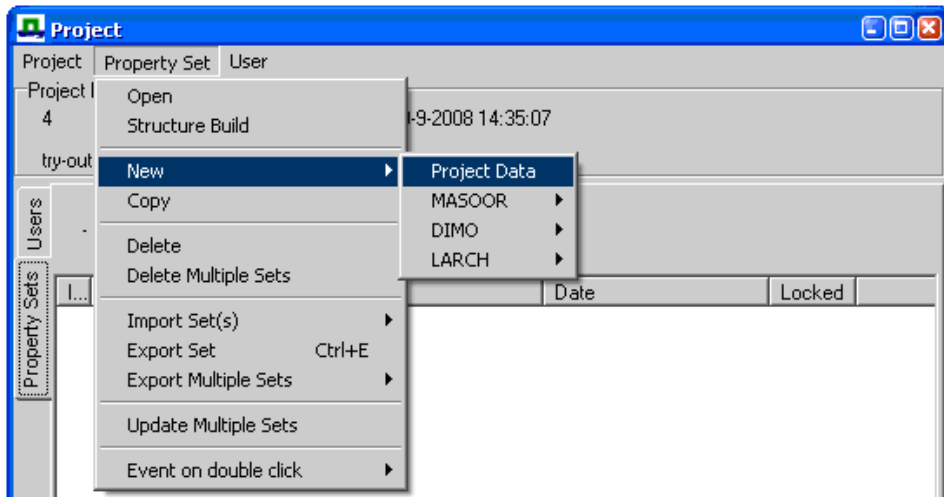 Project
Project Property Set User
Project
4
-9-2008 14:35:07
try-out
Open
Structure Build
New
Copy
Delete
Delete Multiple Sets
Import Set(s)
Export Set Ctrl+E
Export Multiple Sets
Update Multiple Sets
Event on double click
Project Data
MASOOR
DIMO
LARCH
Users
Property Sets
-
I... Date Locked